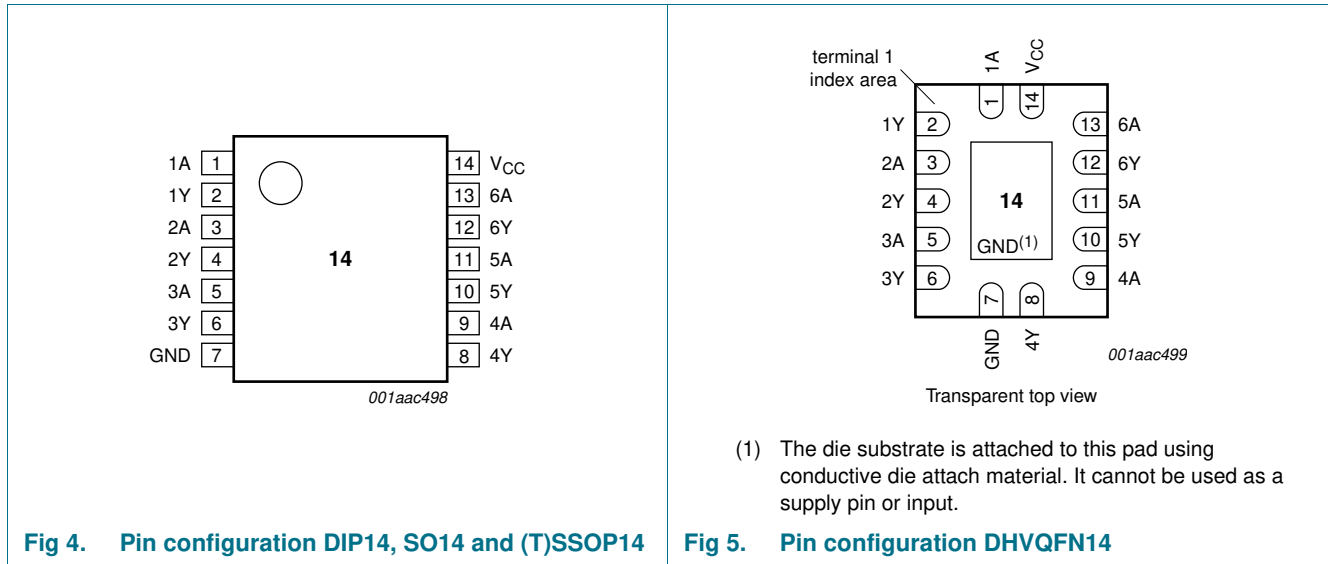 1A 1
1Y 2
2A 3
2Y 4
3A 5
3Y 6
GND 7
14
14 VCC
13 6A
12 6Y
11 5A
10 5Y
9 4A
8 4Y
001aac498
Fig 4. Pin configuration DIP14, SO14 and (T)SSOP14
terminal 1
index area
1A
VCC
1
14
1Y 2
2A 3
2Y 4
3A 5
3Y 6
14
GND(1)
13 6A
12 6Y
11 5A
10 5Y
9 4A
7
8
GND
4Y
001aac499
Transparent top view
(1) The die substrate is attached to this pad using
conductive die attach material. It cannot be used as a
supply pin or input.
Fig 5. Pin configuration DHVQFN14